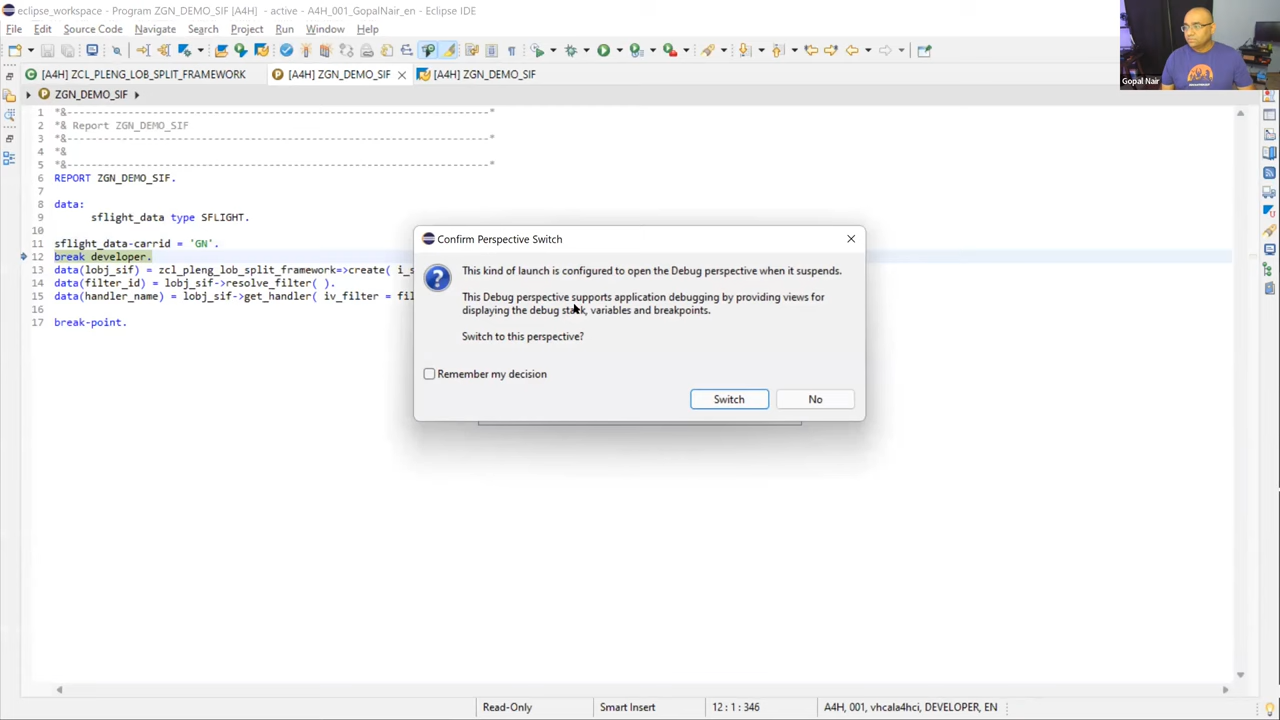 eclipse_workspace - Program ZGN_DEMO_SIF [A4H] - active - A4H_001_GopalNair_en - Eclipse IDE
File Edit Source Code Navigate Search Project Run Window Help
[A4H] ZCL_PLENG_LOB_SPLIT_FRAMEWORK [A4H] ZGN_DEMO_SIF [A4H] ZGN_DEMO_SIF
Gopal Nair
ZGN_DEMO_SIF
1 *&---------------------------------------------------------------------*
2 *& Report ZGN_DEMO_SIF
3 *&---------------------------------------------------------------------*
4 *&
5 *&---------------------------------------------------------------------*
6 REPORT ZGN_DEMO_SIF.
7
8 data:
9 sflight_data type SFLIGHT.
10
11 sflight_data-carrid = 'GN'.
12 break developer.
13 data(lobj_sif) = zcl_pleng_lob_split_framework=>create( i_s
14 data(filter_id) = lobj_sif->resolve_filter( ).
15 data(handler_name) = lobj_sif->get_handler( iv_filter = fil
16
17 break-point.
Confirm Perspective Switch
This kind of launch is configured to open the Debug perspective when it suspends.
This Debug perspective supports application debugging by providing views for
displaying the debug stack, variables and breakpoints.
Switch to this perspective?
Remember my decision
Switch No
Read-Only Smart Insert 12 : 1 : 346 A4H, 001, vhcala4hci, DEVELOPER, EN